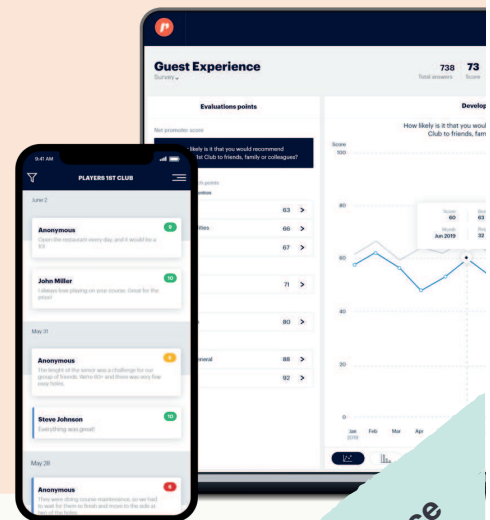 Guest Experience
Survey
738 73
Total answers Score
Evaluations points
Develop
Net promoter score
likely is it that you would recommend
1st Club to friends, family or colleagues?
How likely is it that you woul
Club to friends, fam
Score
100
80
60
40
20
0
Jan Feb Mar Apr
2019
Score
60 63
Month
Jun 2019 32
63
66
67
71
80
eneral 88
92
9:41 AM
PLAYERS 1ST CLUB
June 2
Anonymous 9
Open the restaurant every day, and it would be a
10!
John Miller 10
I always love playing on your course. Great for the
price!
May 31
Anonymous
The lenght of the senior was a challenge for our
group of friends. We're 60+ and there was very few
easy holes.
Steve Johnson 10
Everything was great!
May 28
Anonymous 6
They were doing course maintenance, so we had
to wait for them to finish and move to the side at
two of the holes.